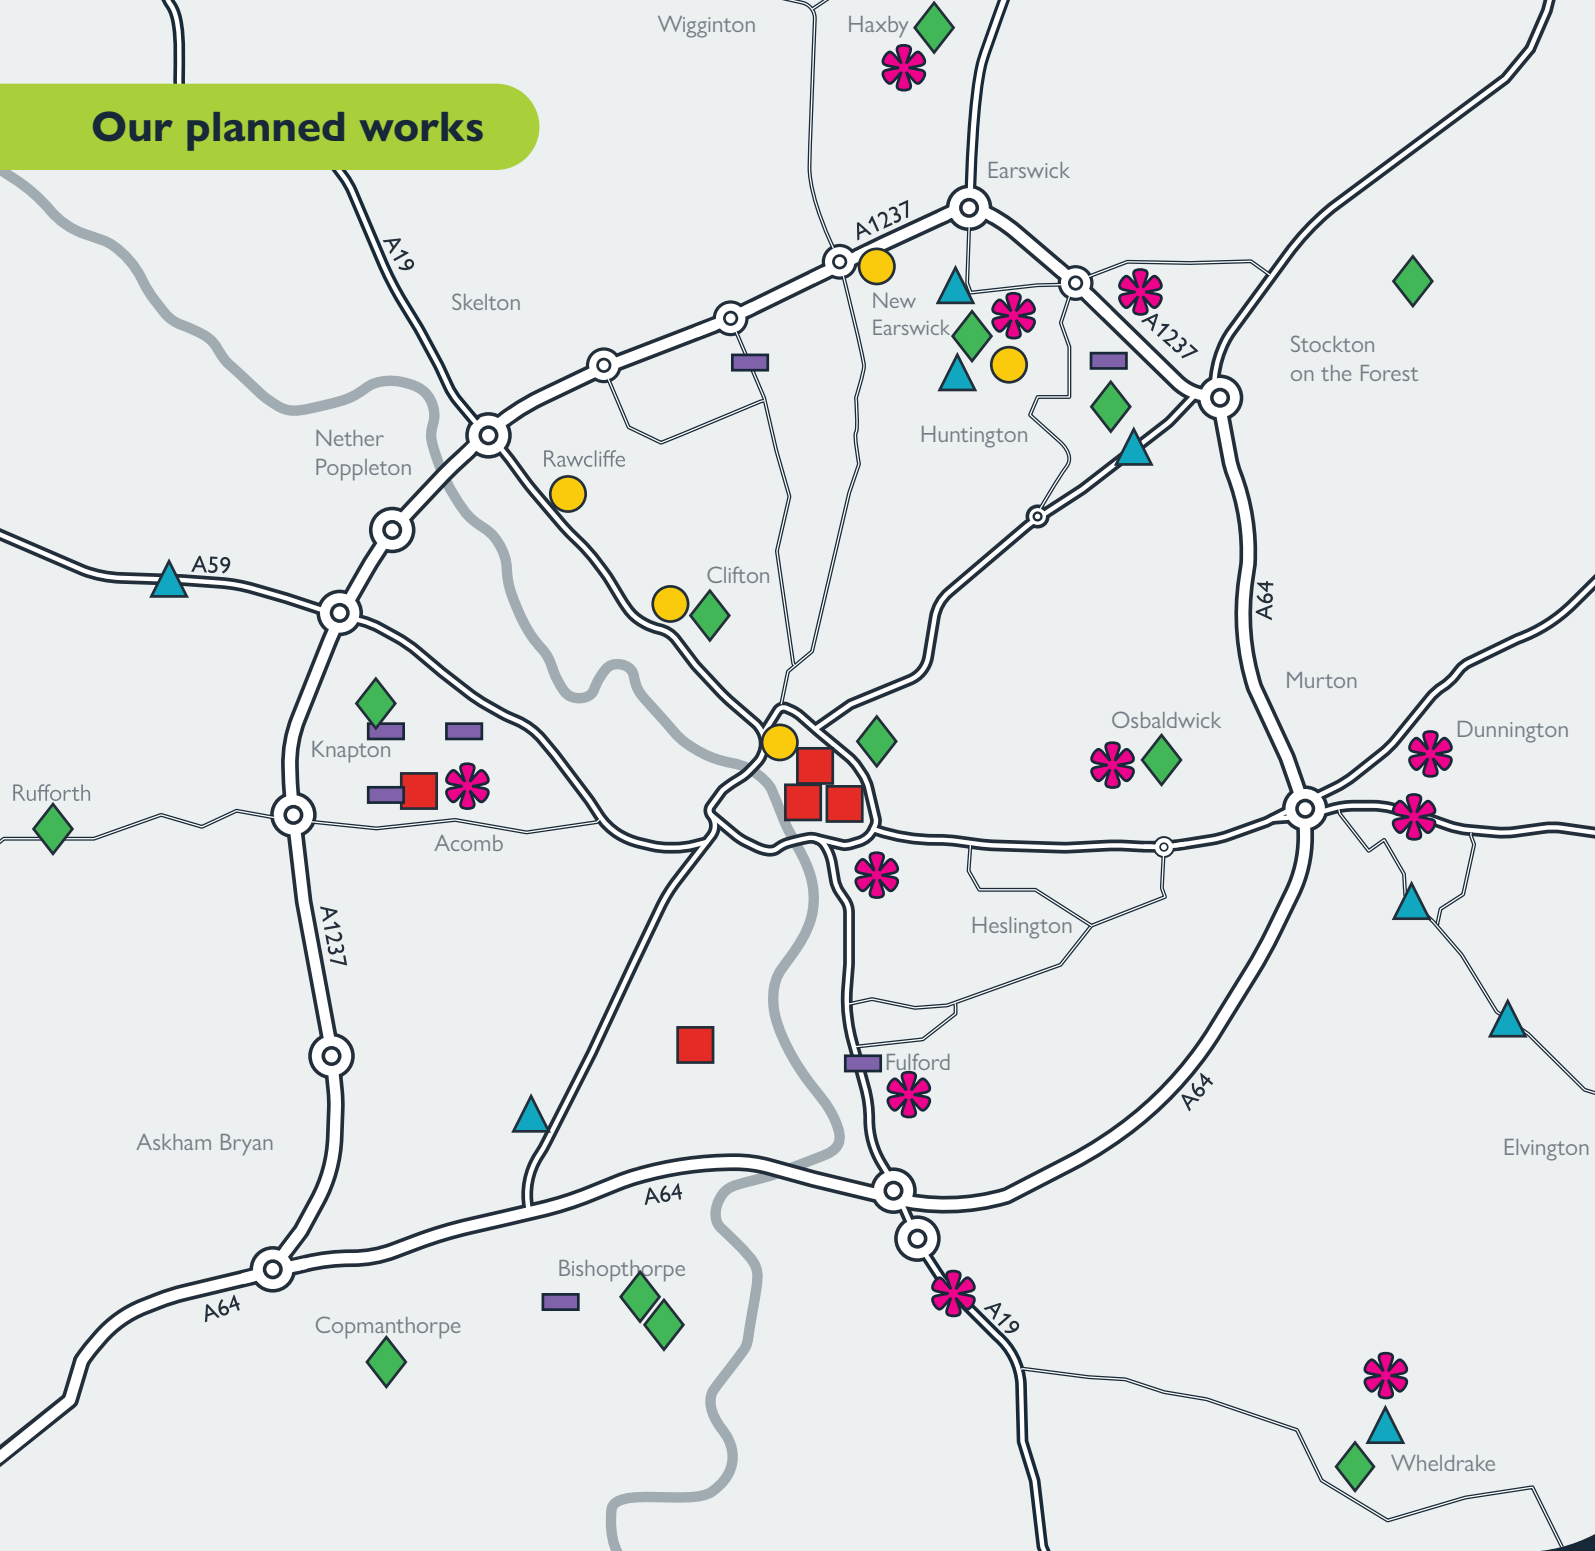 Wigginton
Haxby
Our planned works
Earswick
A1237
A19
Skelton
New
Earswick
A1237
Stockton
on the Forest
Nether
Poppleton
Rawcliffe
Huntington
A59
Clifton
A64
Murton
Osbaldwick
Dunnington
Knapton
Rufforth
Acomb
A1237
Heslington
Fulford
A64
Askham Bryan
Elvington
A64
Bishopthorpe
A64
Copmanthorpe
A19
Wheldrake